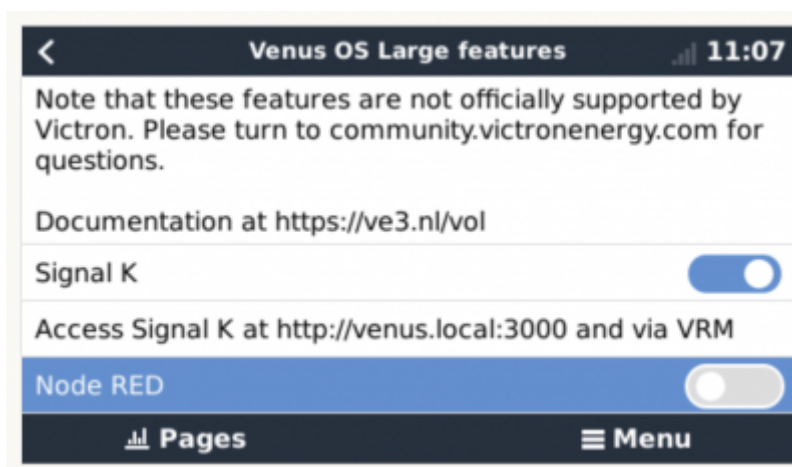 Venus OS Large features 11:07
Note that these features are not officially supported by
Victron. Please turn to community.victronenergy.com for
questions.
Documentation at https://ve3.nl/vol
Signal K
Access Signal K at http://venus.local:3000 and via VRM
Node RED
Pages Menu